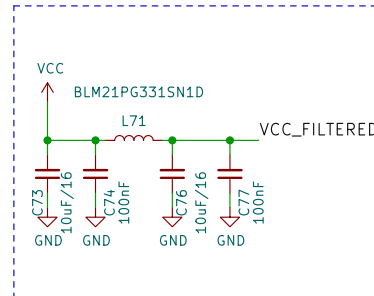 VCC
BLM21PG331SN1D
L71
VCC_FILTERED
C73
10uF/16
C74
100nF
C76
10uF/16
C77
100nF
GND
GND
GND
GND